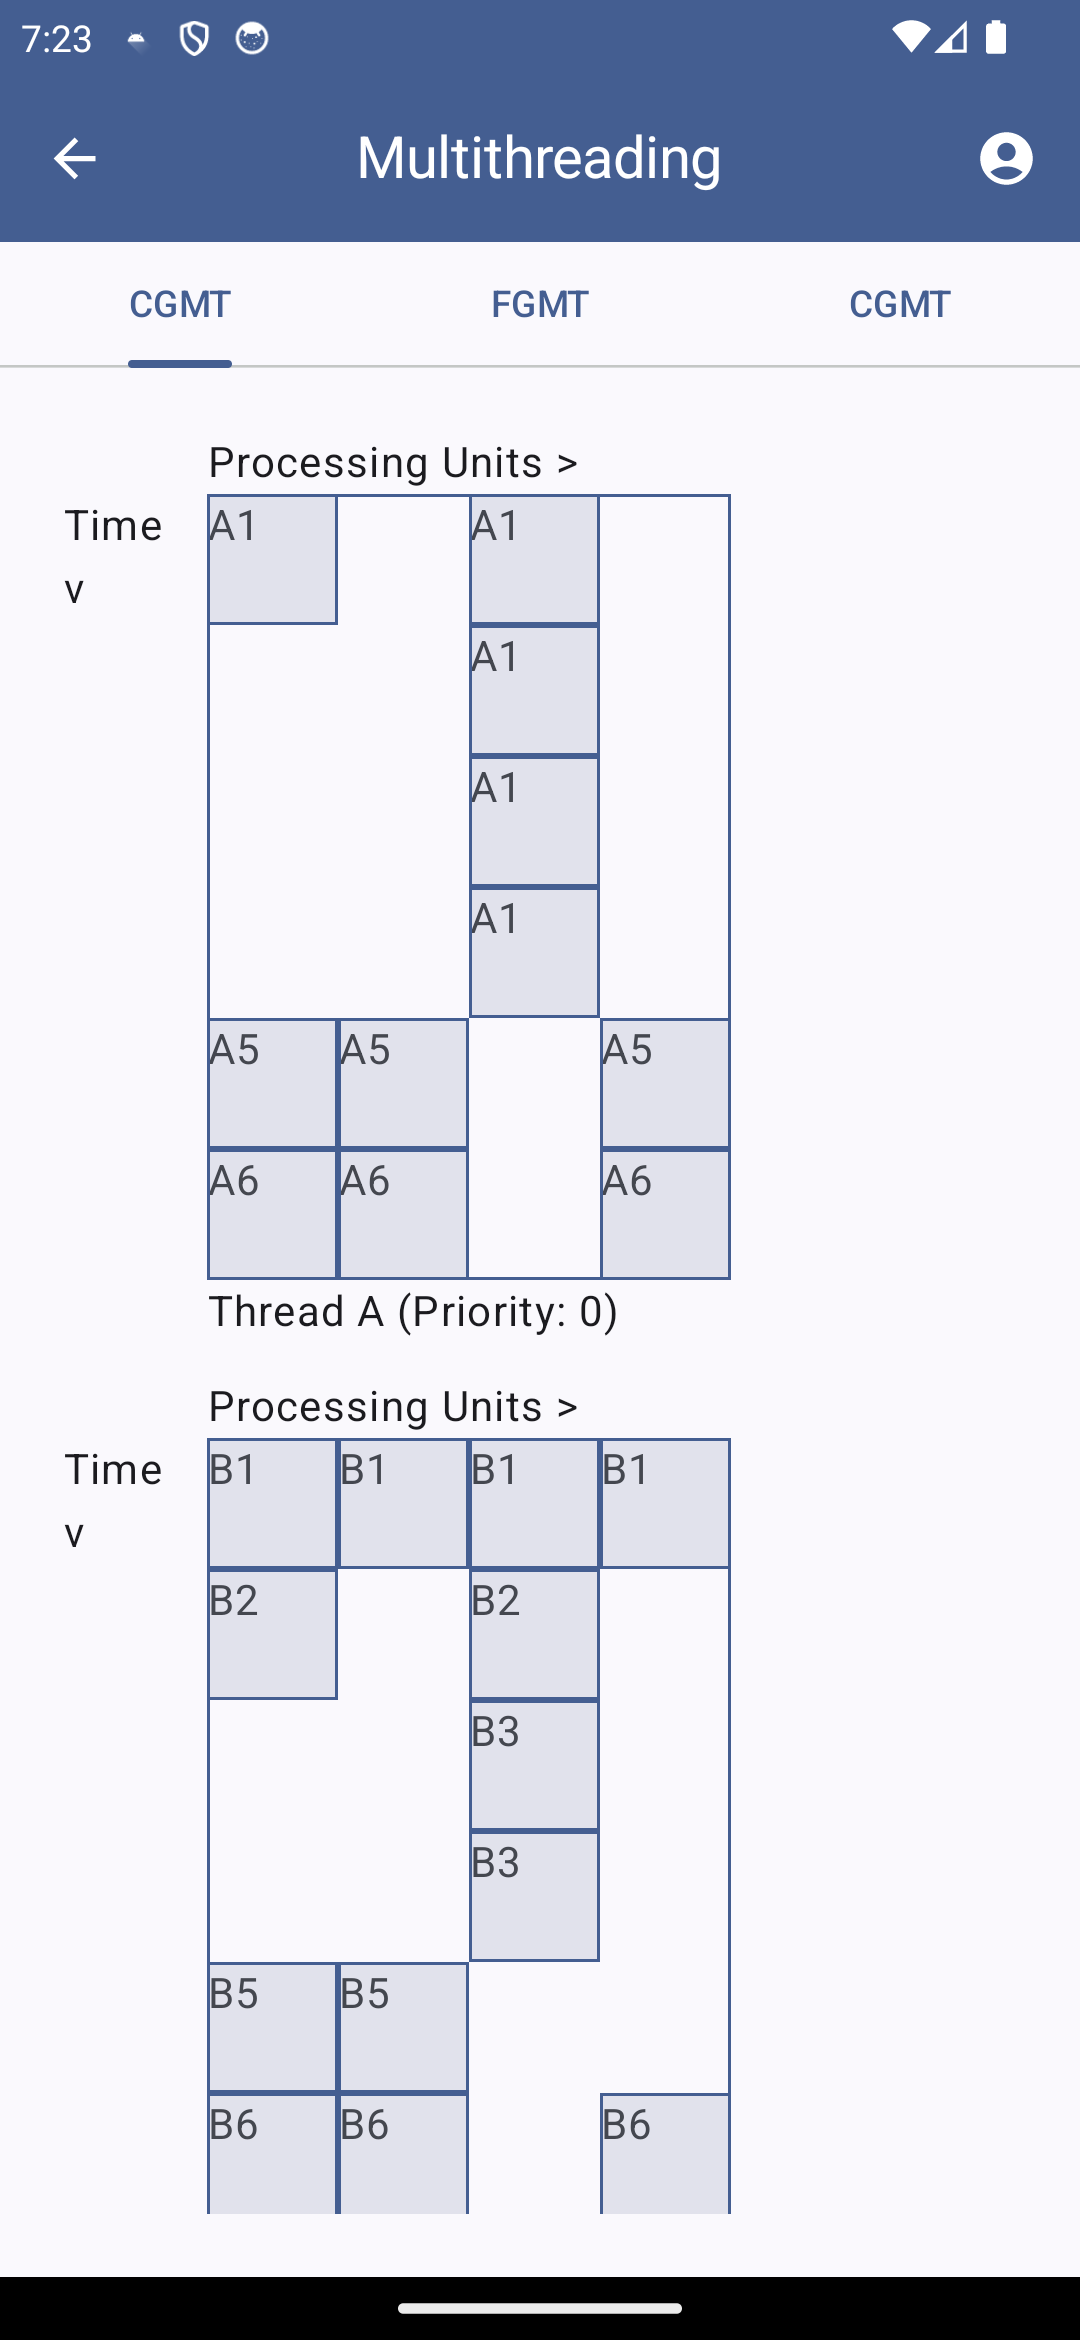 7:23
Multithreading
CGMT FGMT CGMT
Processing Units >
Time
v
A1 A1
A1
A1
A1
A5 A5 A5
A6 A6 A6
Thread A (Priority: 0)
Processing Units >
Time
v
B1 B1 B1 B1
B2 B2
B3
B3
B5 B5
B6 B6 B6